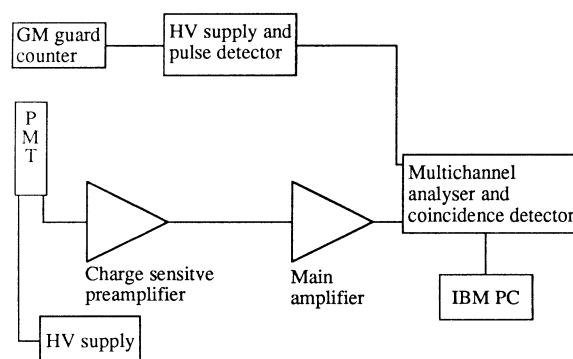 GM guard
counter
HV supply and
pulse detector
P
M
T
Multichannel
analyser and
coincidence detector
Charge sensitve
preamplifier
Main
amplifier
IBM PC
HV supply